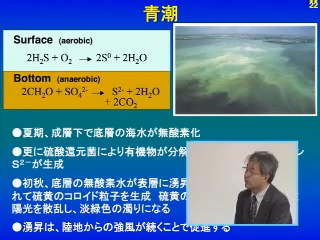 青潮
Surface (aerobic)
2H₂S + O₂ → 2S⁰ + 2H₂O
Bottom (anaerobic)
2CH₂O + SO₄²⁻ → S²⁻ + 2H₂O
+ 2CO₂
●夏期、成層下で底層の海水が無酸素化
●更に硫酸還元菌により有機物が分解
S²⁻が生成
●初秋、底層の無酸素水が表層に湧昇
れて硫黄のコロイド粒子を生成 硫黄の
陽光を散乱し、淡緑色の濁りになる
●湧昇は、陸地からの強風が続くことで促進する